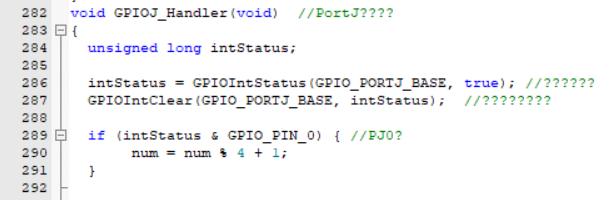 282 void GPIOJ_Handler(void)  //PortJ????
283 {
284   unsigned long intStatus;
285
286   intStatus = GPIOIntStatus(GPIO_PORTJ_BASE, true); //??????
287   GPIOIntClear(GPIO_PORTJ_BASE, intStatus);  //????????
288
289   if (intStatus & GPIO_PIN_0) { //PJ0?
290        num = num % 4 + 1;
291   }
292